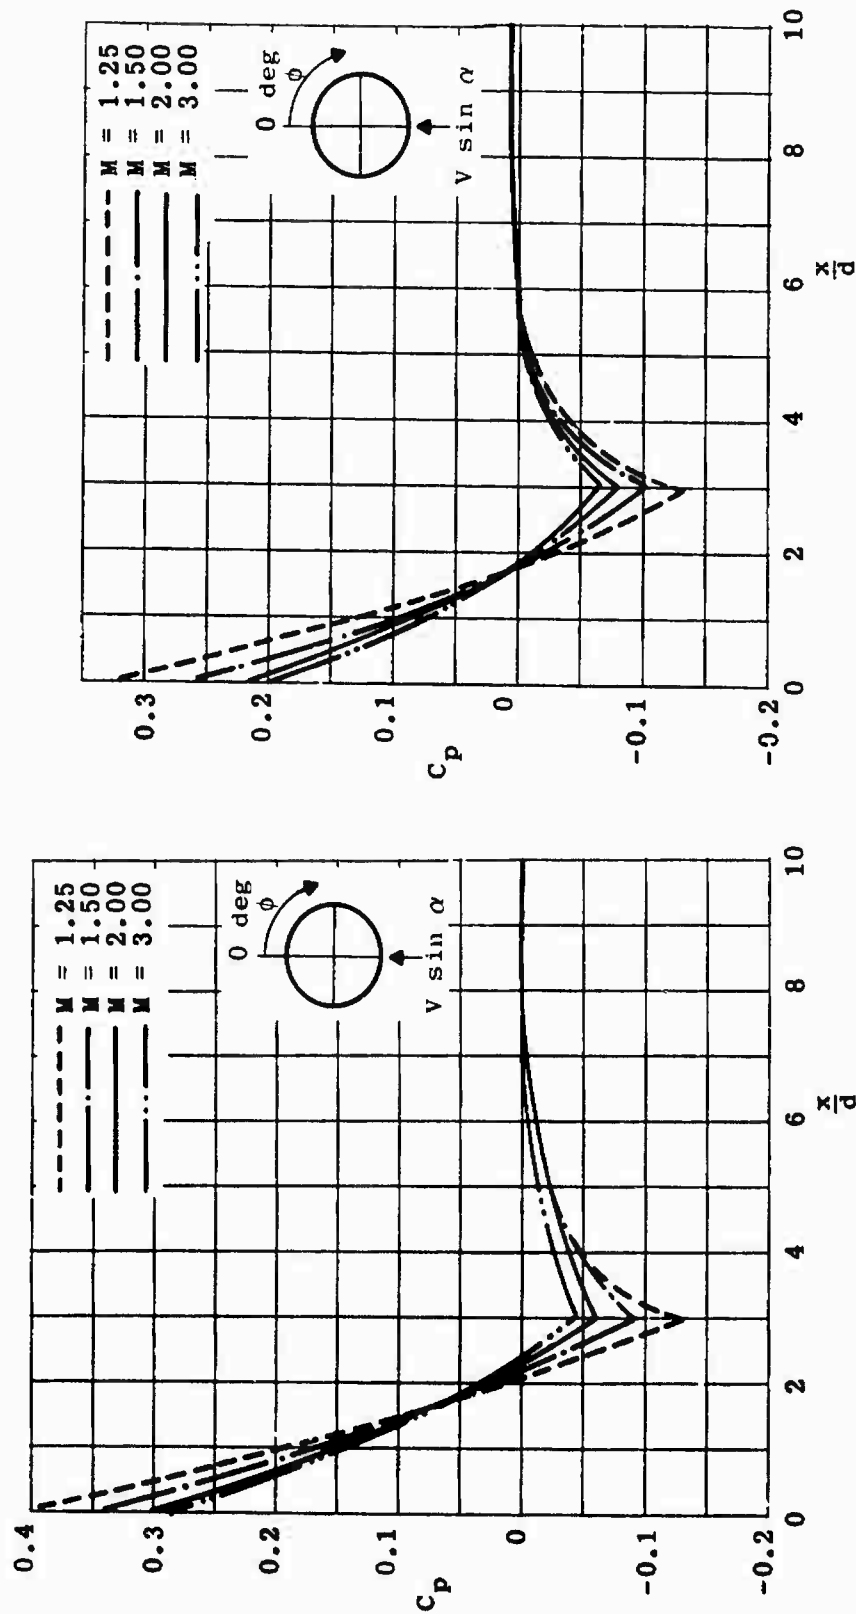 0.4
0.3
0.2
0.1
0
-0.1
-0.2
C p
0
2
4
6
8
10
x
d
M = 1.25
M = 1.50
M = 2.00
M = 3.00
0 deg
ϕ
V sin α
0.3
0.2
0.1
0
-0.1
-0.2
C p
0
2
4
6
8
10
x
d
M = 1.25
M = 1.50
M = 2.00
M = 3.00
0 deg
ϕ
V sin α